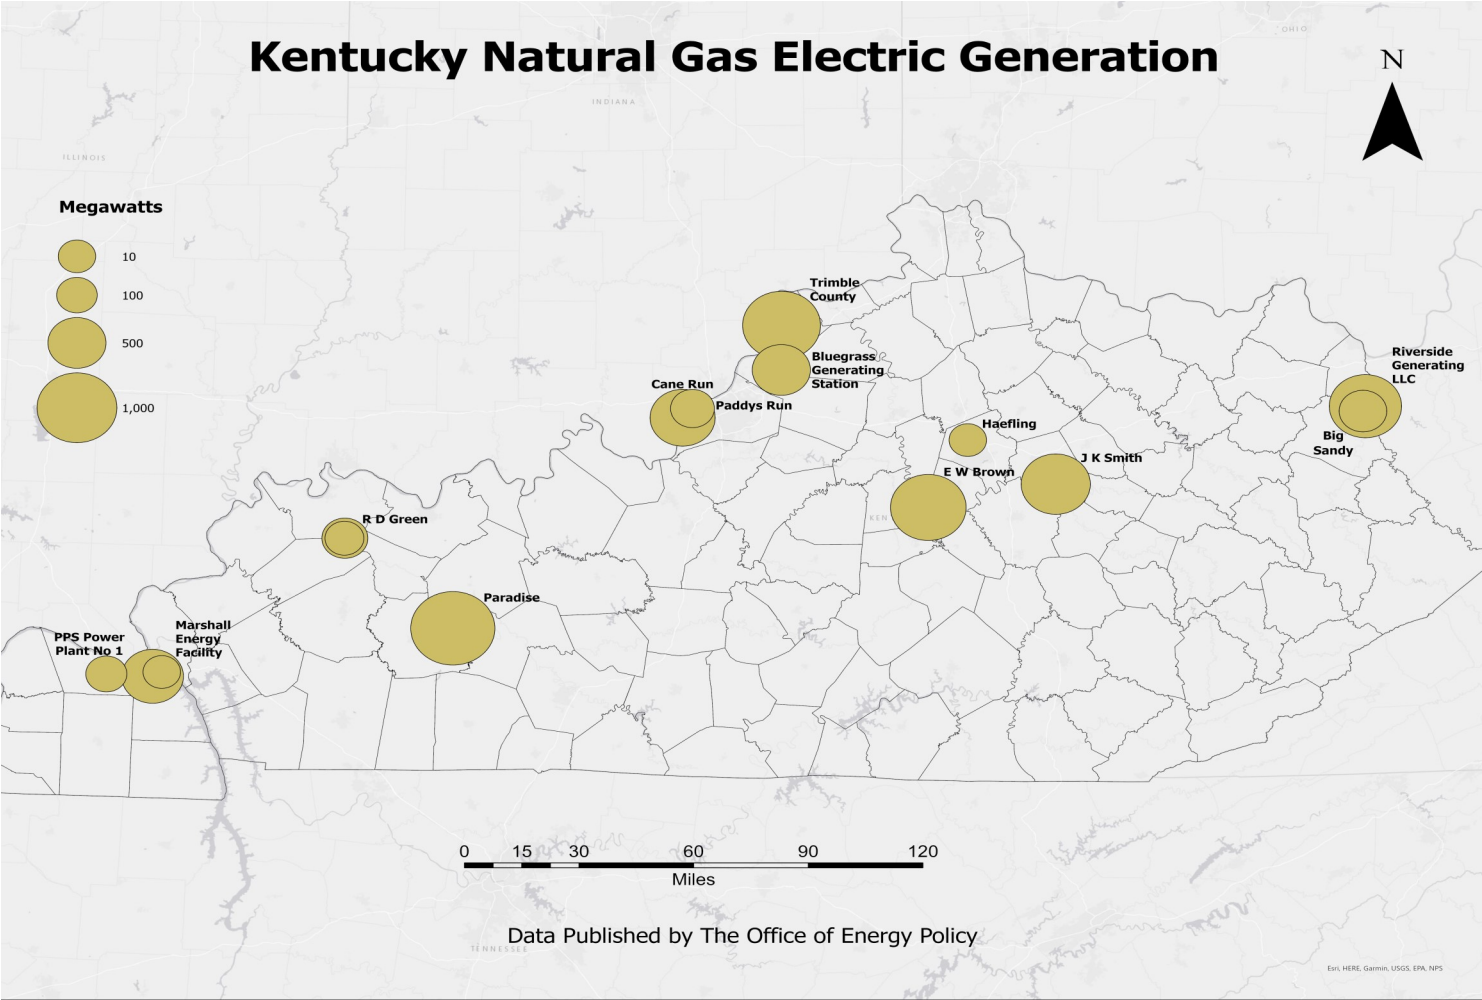 Kentucky Natural Gas Electric Generation
OHIO
N
INDIANA
ILLINOIS
Megawatts
10
100
500
1,000
Trimble
County
Bluegrass
Generating
Station
Cane Run
Paddys Run
Riverside
Generating
LLC
Big
Sandy
Haefling
J K Smith
E W Brown
KEN
R D Green
Paradise
Marshall
Energy
Facility
PPS Power
Plant No 1
0 15 30 60 90 120
Miles
Data Published by The Office of Energy Policy
TENNESSEE
Esri, HERE, Garmin, USGS, EPA, NPS